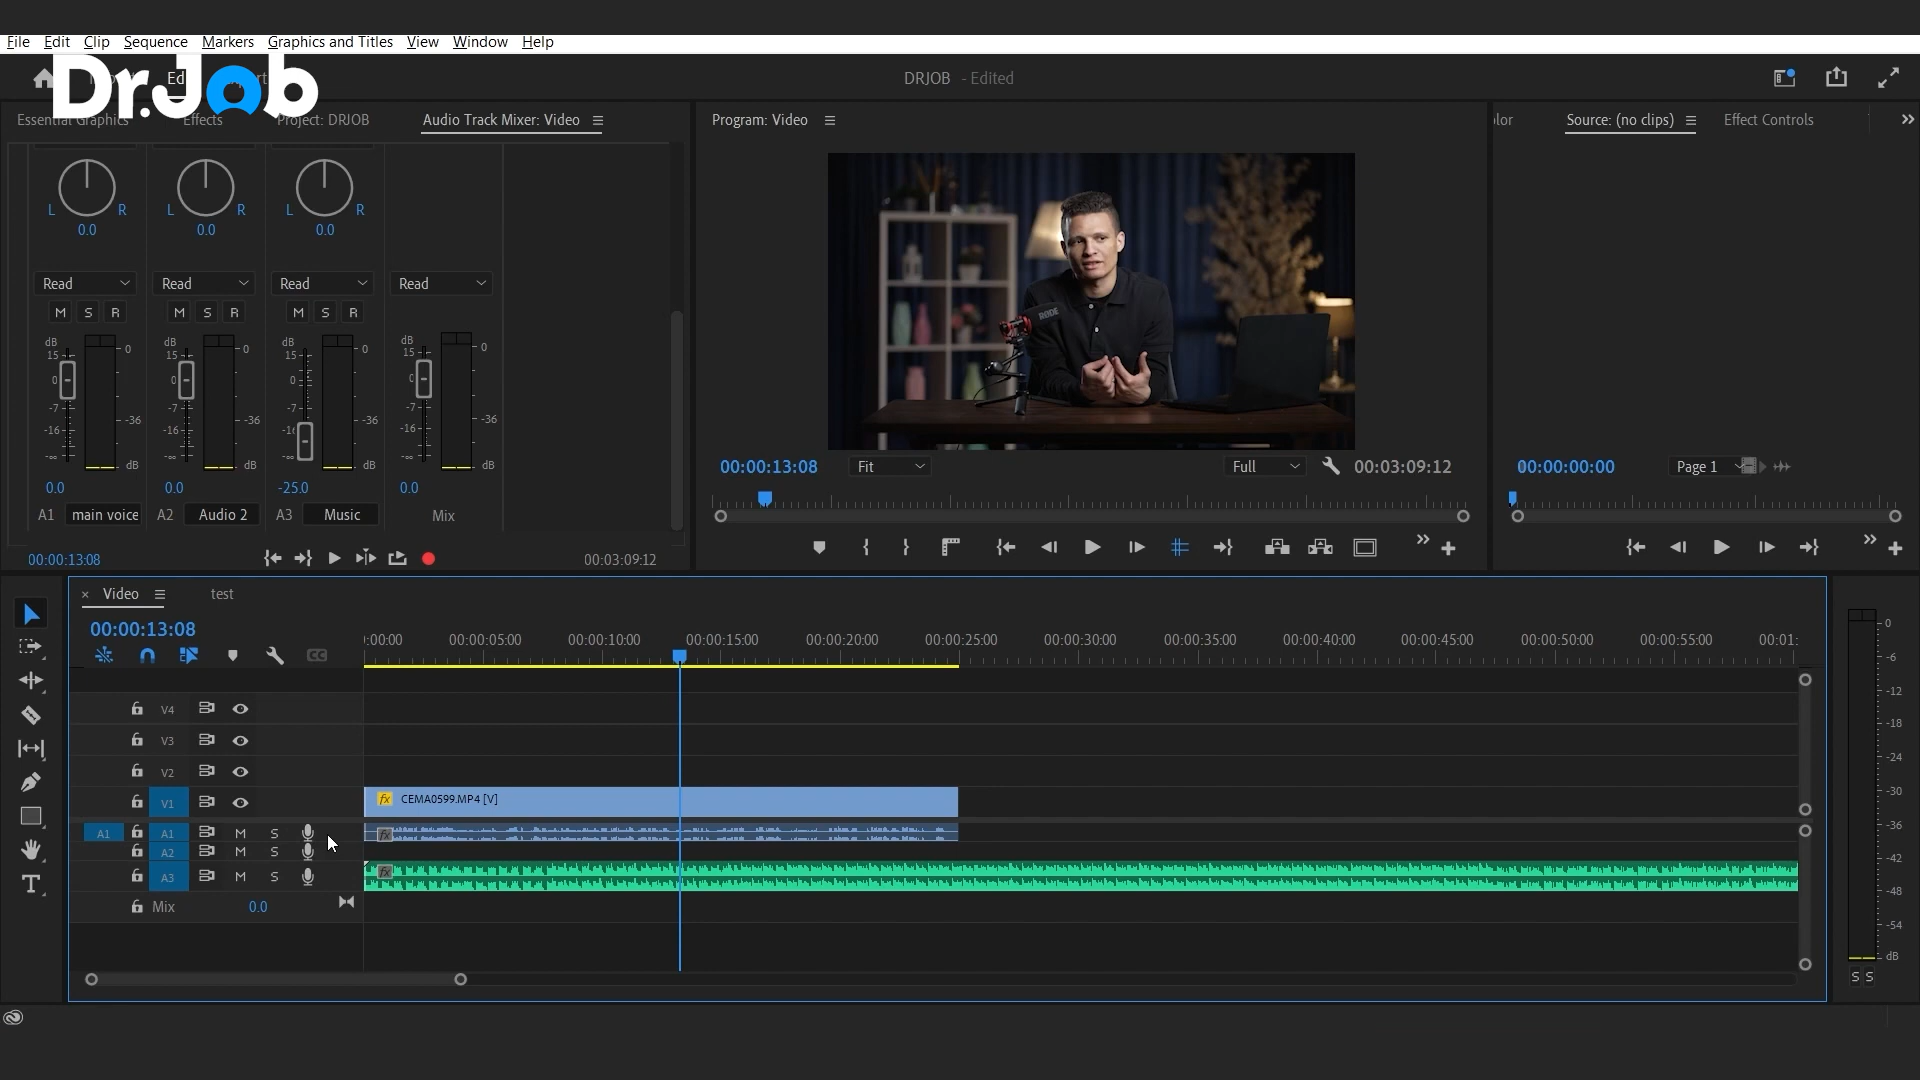 File Edit Clip Sequence Markers Graphics and Titles View Window Help
Dr.Job
DRJOB - Edited
Essential Graphics Effects Project: DRJOB Audio Track Mixer: Video
Program: Video
Source: (no clips) Effect Controls
L R L R L R
0.0 0.0 0.0
Read Read Read Read
M S R M S R M S R
dB dB dB dB
15 0 15 0 15 0 15 0
0 0 0
-7 -7 -7 -7
-36 -36 -36 -36
-16 -16 -16
-∞ -∞ -∞ -∞
dB dB dB dB
0.0 0.0 -25.0 0.0
A1 main voice A2 Audio 2 A3 Music Mix
00:00:13:08 00:03:09:12
RODE
00:00:13:08 Fit Full 00:03:09:12
00:00:00:00 Page 1
× Video test
00:00:13:08
:00:00 00:00:05:00 00:00:10:00 00:00:15:00 00:00:20:00 00:00:25:00 00:00:30:00 00:00:35:00 00:00:40:00 00:00:45:00 00:00:50:00 00:00:55:00 00:01:
CC
V4
V3
V2
V1 fx CEMA0599.MP4 [V]
A1 A1 M S fx
A2 M S
A3 M S fx
Mix 0.0
0
-6
-12
-18
-24
-30
-36
-42
-48
-54
dB
S S
T